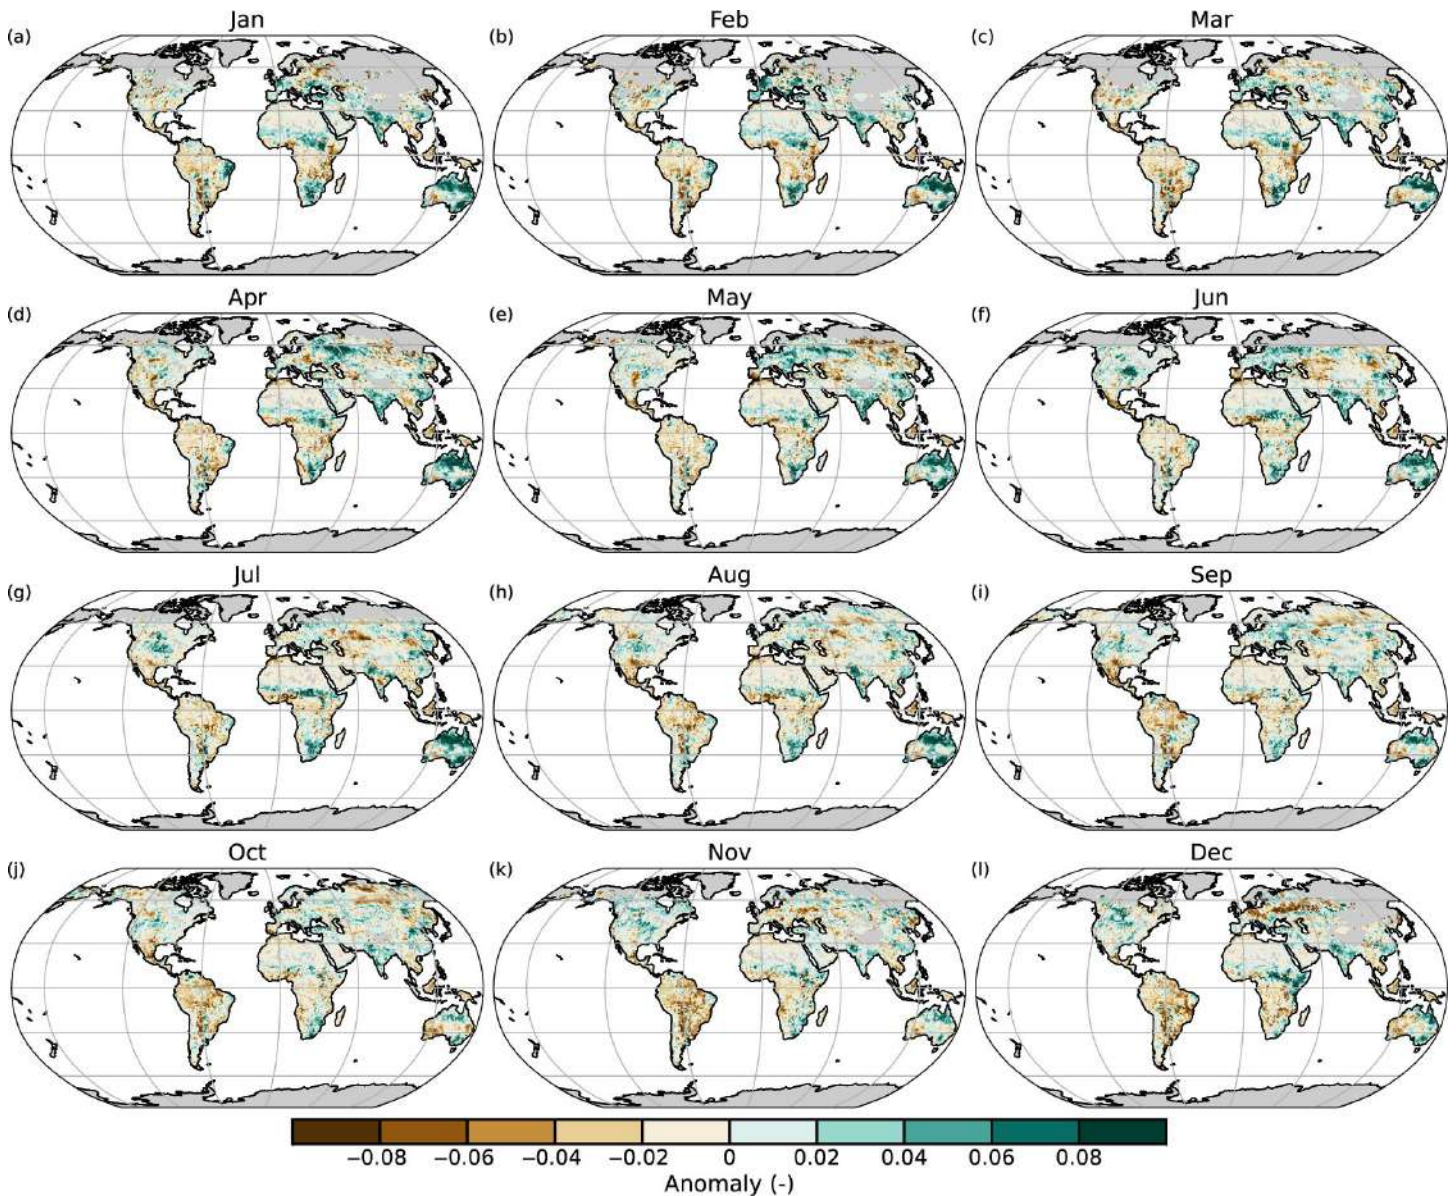 Jan
Feb
Mar
(a)
(b)
(c)
Apr
May
Jun
(d)
(e)
(f)
Jul
Aug
Sep
(g)
(h)
(i)
Oct
Nov
Dec
(j)
(k)
(l)
−0.08 −0.06 −0.04 −0.02 0 0.02 0.04 0.06 0.08
Anomaly (-)